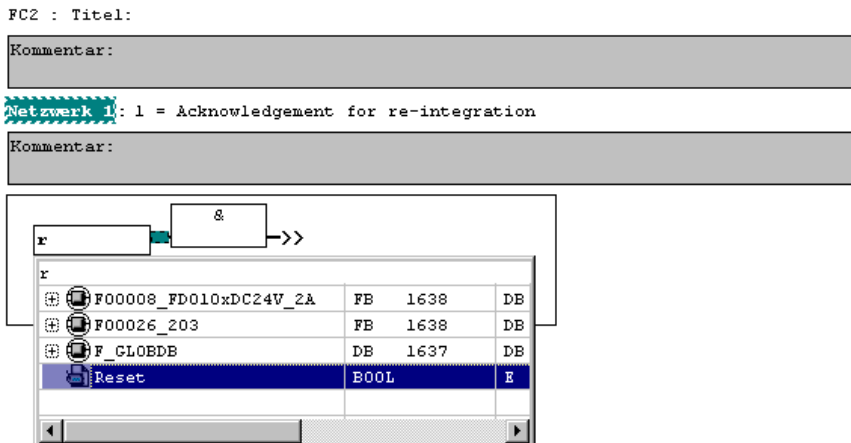 FC2 : Titel:
Kommentar:
Netzwerk 1: 1 = Acknowledgement for re-integration
Kommentar:
&
r
>>
r
F00008_FDO10xDC24V_2A FB 1638 DB
F00026_203 FB 1638 DB
F_GLOBDB DB 1637 DB
Reset BOOL E